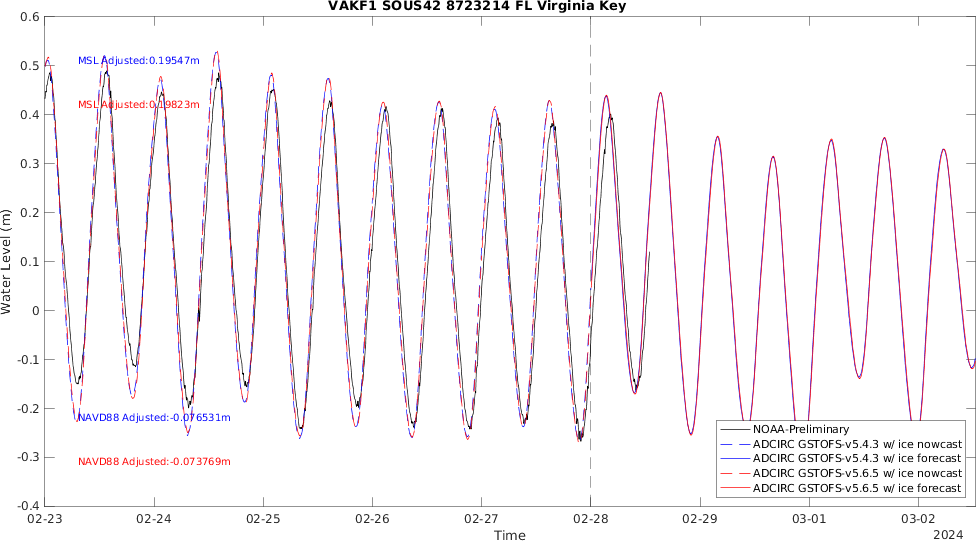 VAKF1 SOUS42 8723214 FL Virginia Key
0.6
0.5
0.4
0.3
0.2
0.1
0
-0.1
-0.2
-0.3
-0.4
Water Level (m)
MSL Adjusted:0.19547m
MSL Adjusted:0.19823m
NAVD88 Adjusted:-0.076531m
NAVD88 Adjusted:-0.073769m
NOAA-Preliminary
ADCIRC GSTOFS-v5.4.3 w/ ice nowcast
ADCIRC GSTOFS-v5.4.3 w/ ice forecast
ADCIRC GSTOFS-v5.6.5 w/ ice nowcast
ADCIRC GSTOFS-v5.6.5 w/ ice forecast
02-23 02-24 02-25 02-26 02-27 02-28 02-29 03-01 03-02
Time
2024